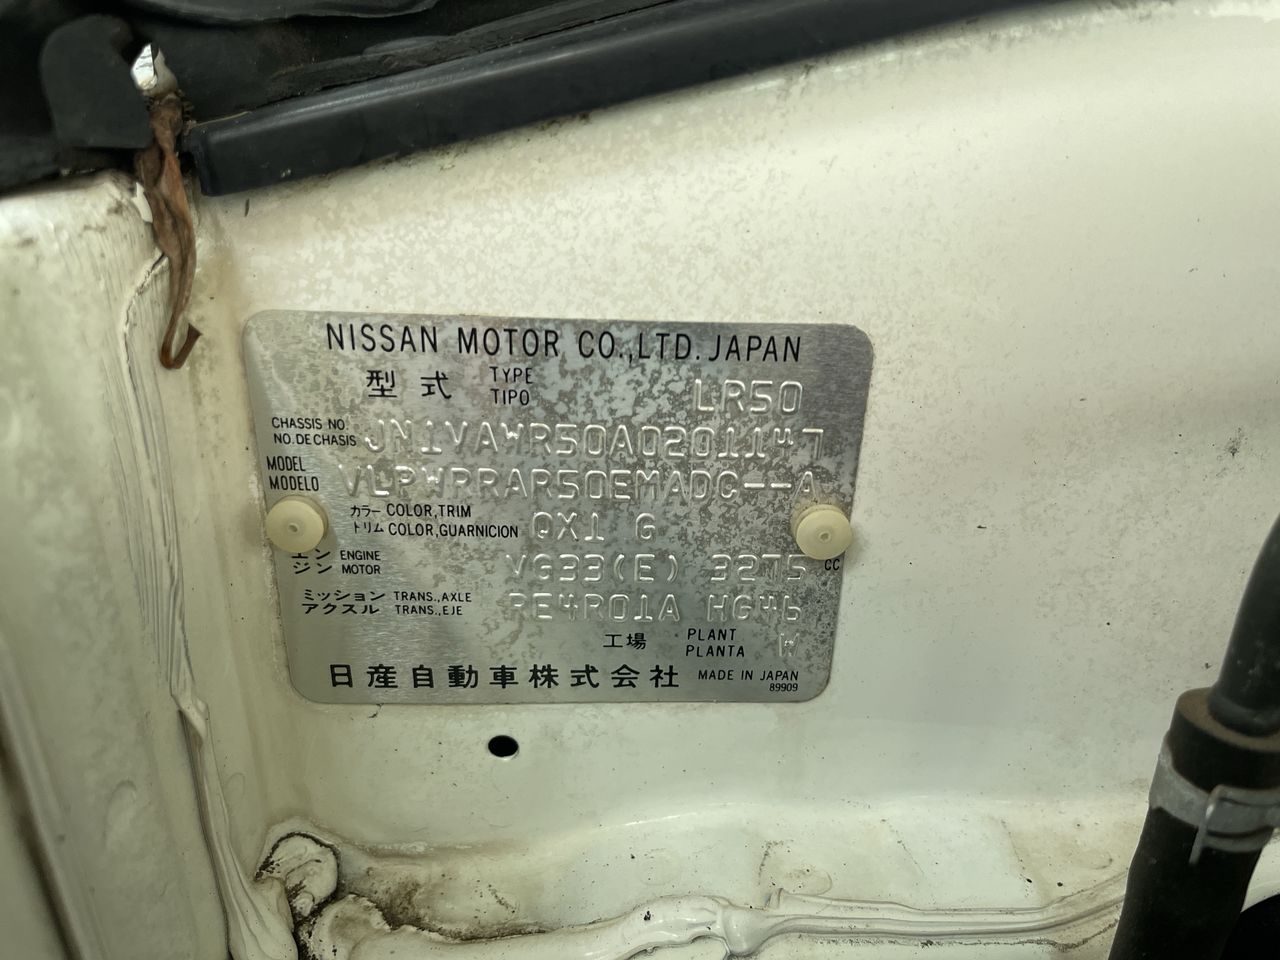 NISSAN MOTOR CO.,LTD. JAPAN
型式 TYPE TIPO LR50
CHASSIS NO. NO. DE CHASIS JN1VAWR50A0201147
MODEL MODELO VLPWRRAR50EMADC--A
カラー COLOR,TRIM
トリム COLOR,GUARNICION QX1 G
エン ENGINE
ジン MOTOR VG33(E) 3275 CC
ミッション TRANS.,AXLE
アクスル TRANS.,EJE RE4R01A HG46
工場 PLANT PLANTA W
日産自動車株式会社 MADE IN JAPAN
89909